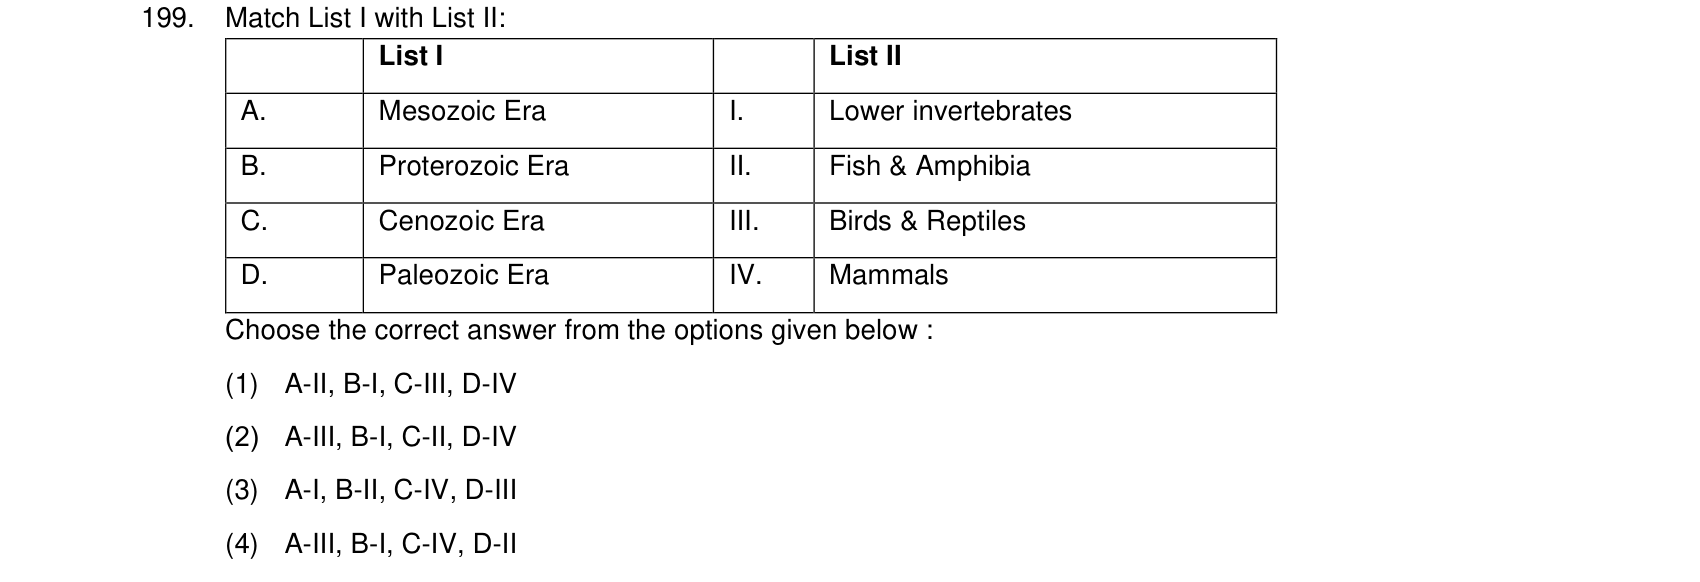 199. Match List I with List II:
List I List II
A. Mesozoic Era I. Lower invertebrates
B. Proterozoic Era II. Fish & Amphibia
C. Cenozoic Era III. Birds & Reptiles
D. Paleozoic Era IV. Mammals
Choose the correct answer from the options given below :
(1) A-II, B-I, C-III, D-IV
(2) A-III, B-I, C-II, D-IV
(3) A-I, B-II, C-IV, D-III
(4) A-III, B-I, C-IV, D-II